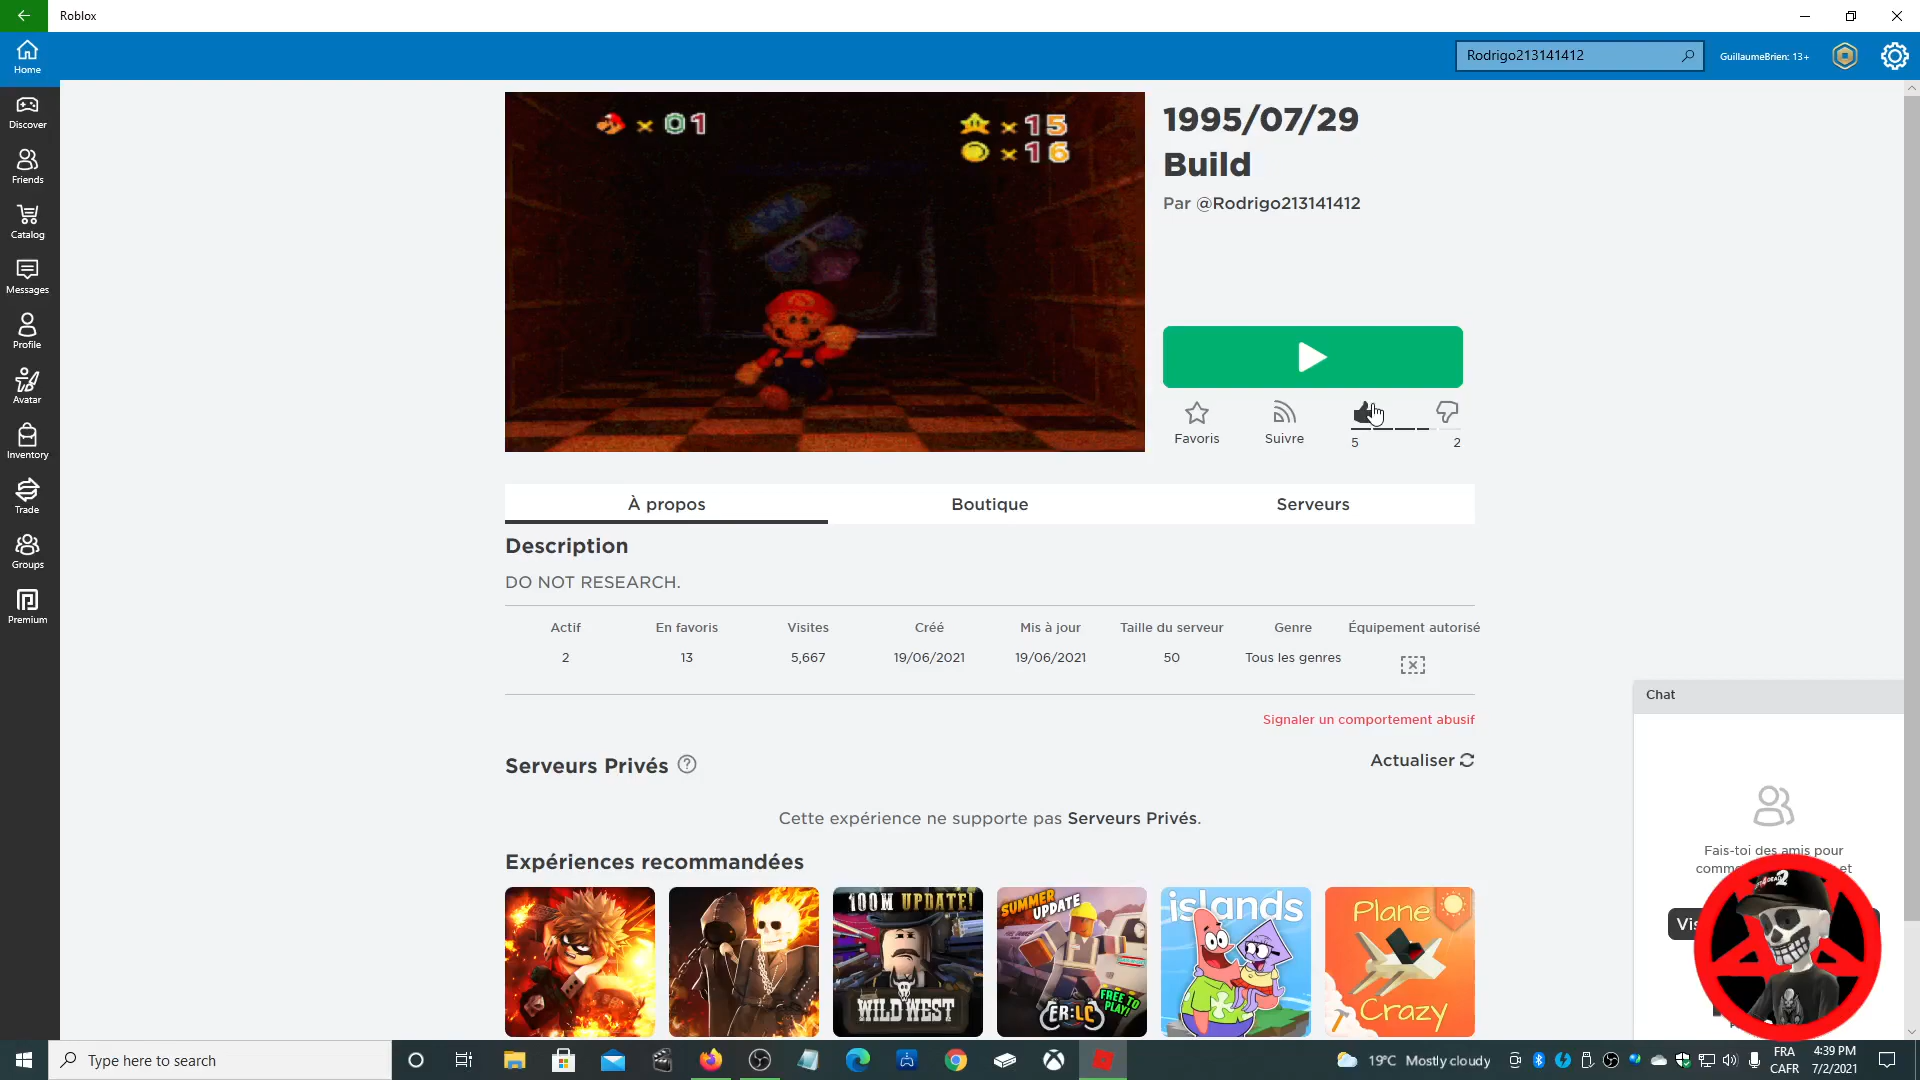 Roblox
Home
Rodrigo213141412
GuillaumeBrien: 13+
Discover
Friends
Catalog
Messages
Profile
Avatar
Inventory
Trade
Groups
Premium
× 01
× 15
× 16
1995/07/29
Build
Par @Rodrigo213141412
Favoris
Suivre
5
2
À propos
Boutique
Serveurs
Description
DO NOT RESEARCH.
Actif
En favoris
Visites
Créé
Mis à jour
Taille du serveur
Genre
Équipement autorisé
2
13
5,667
19/06/2021
19/06/2021
50
Tous les genres
Signaler un comportement abusif
Serveurs Privés
Actualiser
Cette expérience ne supporte pas Serveurs Privés.
Expériences recommandées
100M UPDATE!
WILD WEST
SUMMER
UPDATE
FREE TO
PLAY!
ER:LC
islands
Plane
Crazy
Chat
Fais-toi des amis pour
et
2
Type here to search
19°C Mostly cloudy
FRA
CAFR
4:39 PM
7/2/2021